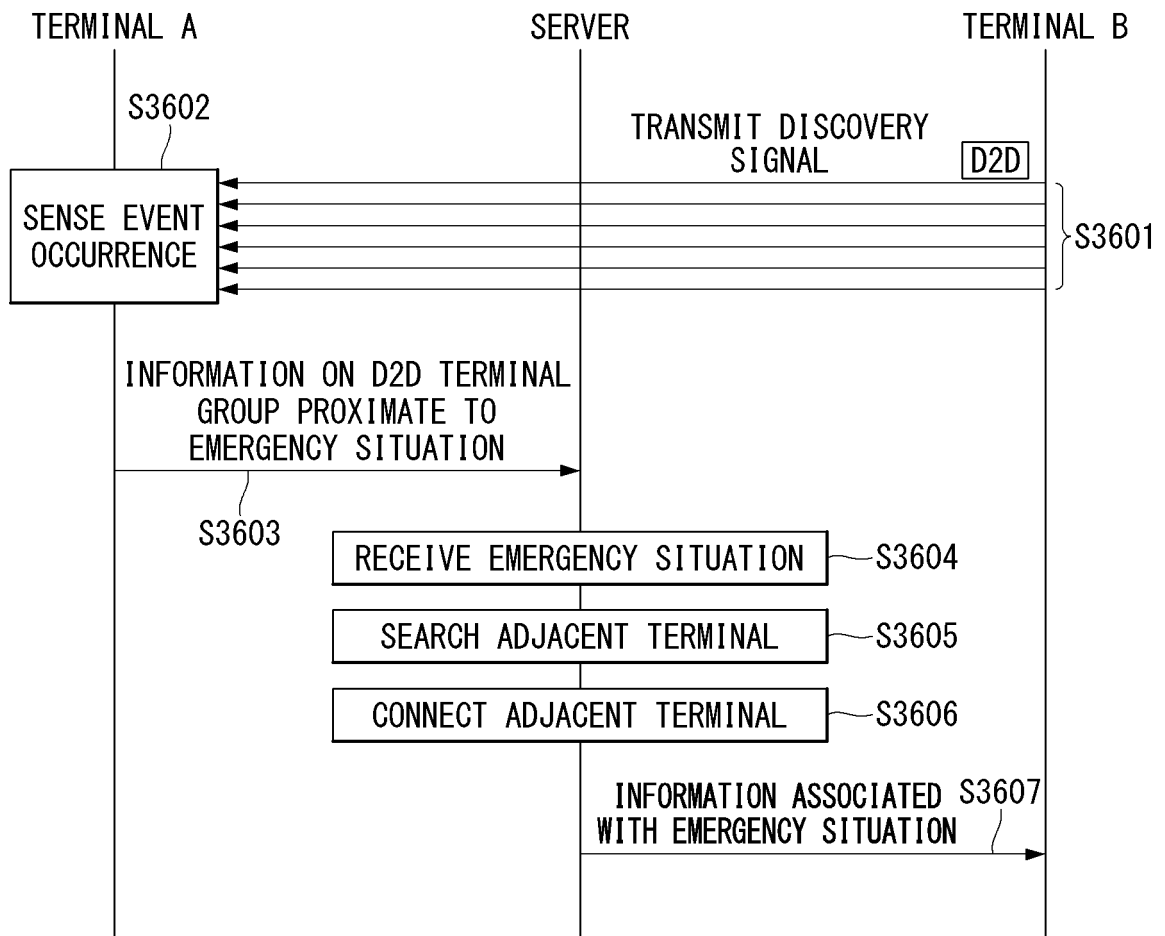 TERMINAL A
SERVER
TERMINAL B
S3602
TRANSMIT DISCOVERY
SIGNAL
D2D
SENSE EVENT
OCCURRENCE
S3601
INFORMATION ON D2D TERMINAL
GROUP PROXIMATE TO
EMERGENCY SITUATION
S3603
RECEIVE EMERGENCY SITUATION
S3604
SEARCH ADJACENT TERMINAL
S3605
CONNECT ADJACENT TERMINAL
S3606
INFORMATION ASSOCIATED
WITH EMERGENCY SITUATION
S3607